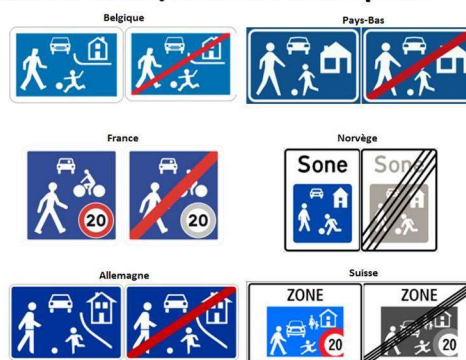 Belgique
Pays-Bas
France
Norvège
20
20
Sone
Sone
Allemagne
Suisse
ZONE
ZONE
20
20